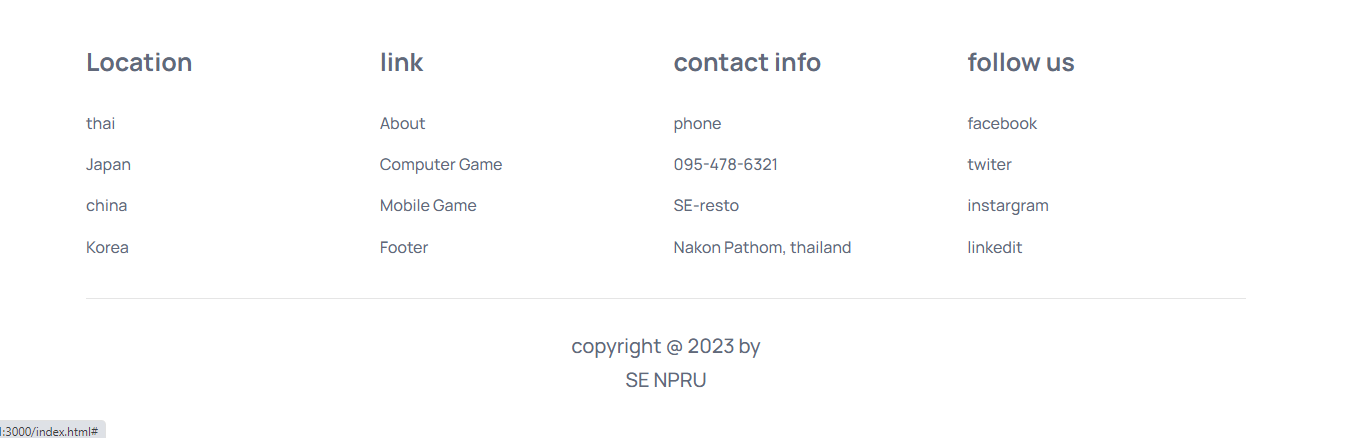 Location
thai
Japan
china
Korea
link
About
Computer Game
Mobile Game
Footer
contact info
phone
095-478-6321
SE-resto
Nakon Pathom, thailand
follow us
facebook
twiter
instargram
linkedit
copyright @ 2023 by
SE NPRU
:3000/index.html#